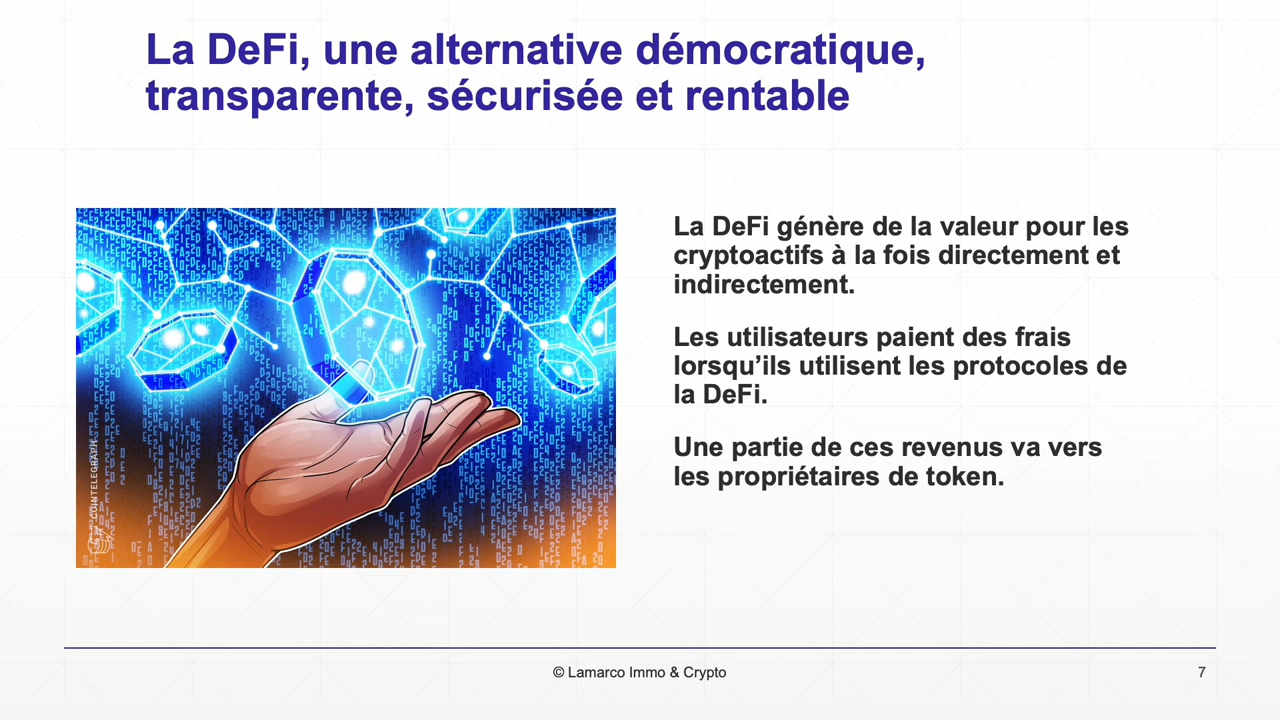 La DeFi, une alternative démocratique,
transparente, sécurisée et rentable
La DeFi génère de la valeur pour les
cryptoactifs à la fois directement et
indirectement.
Les utilisateurs paient des frais
lorsqu’ils utilisent les protocoles de
la DeFi.
Une partie de ces revenus va vers
les propriétaires de token.
COINTELEGRAPH
© Lamarco Immo & Crypto
7